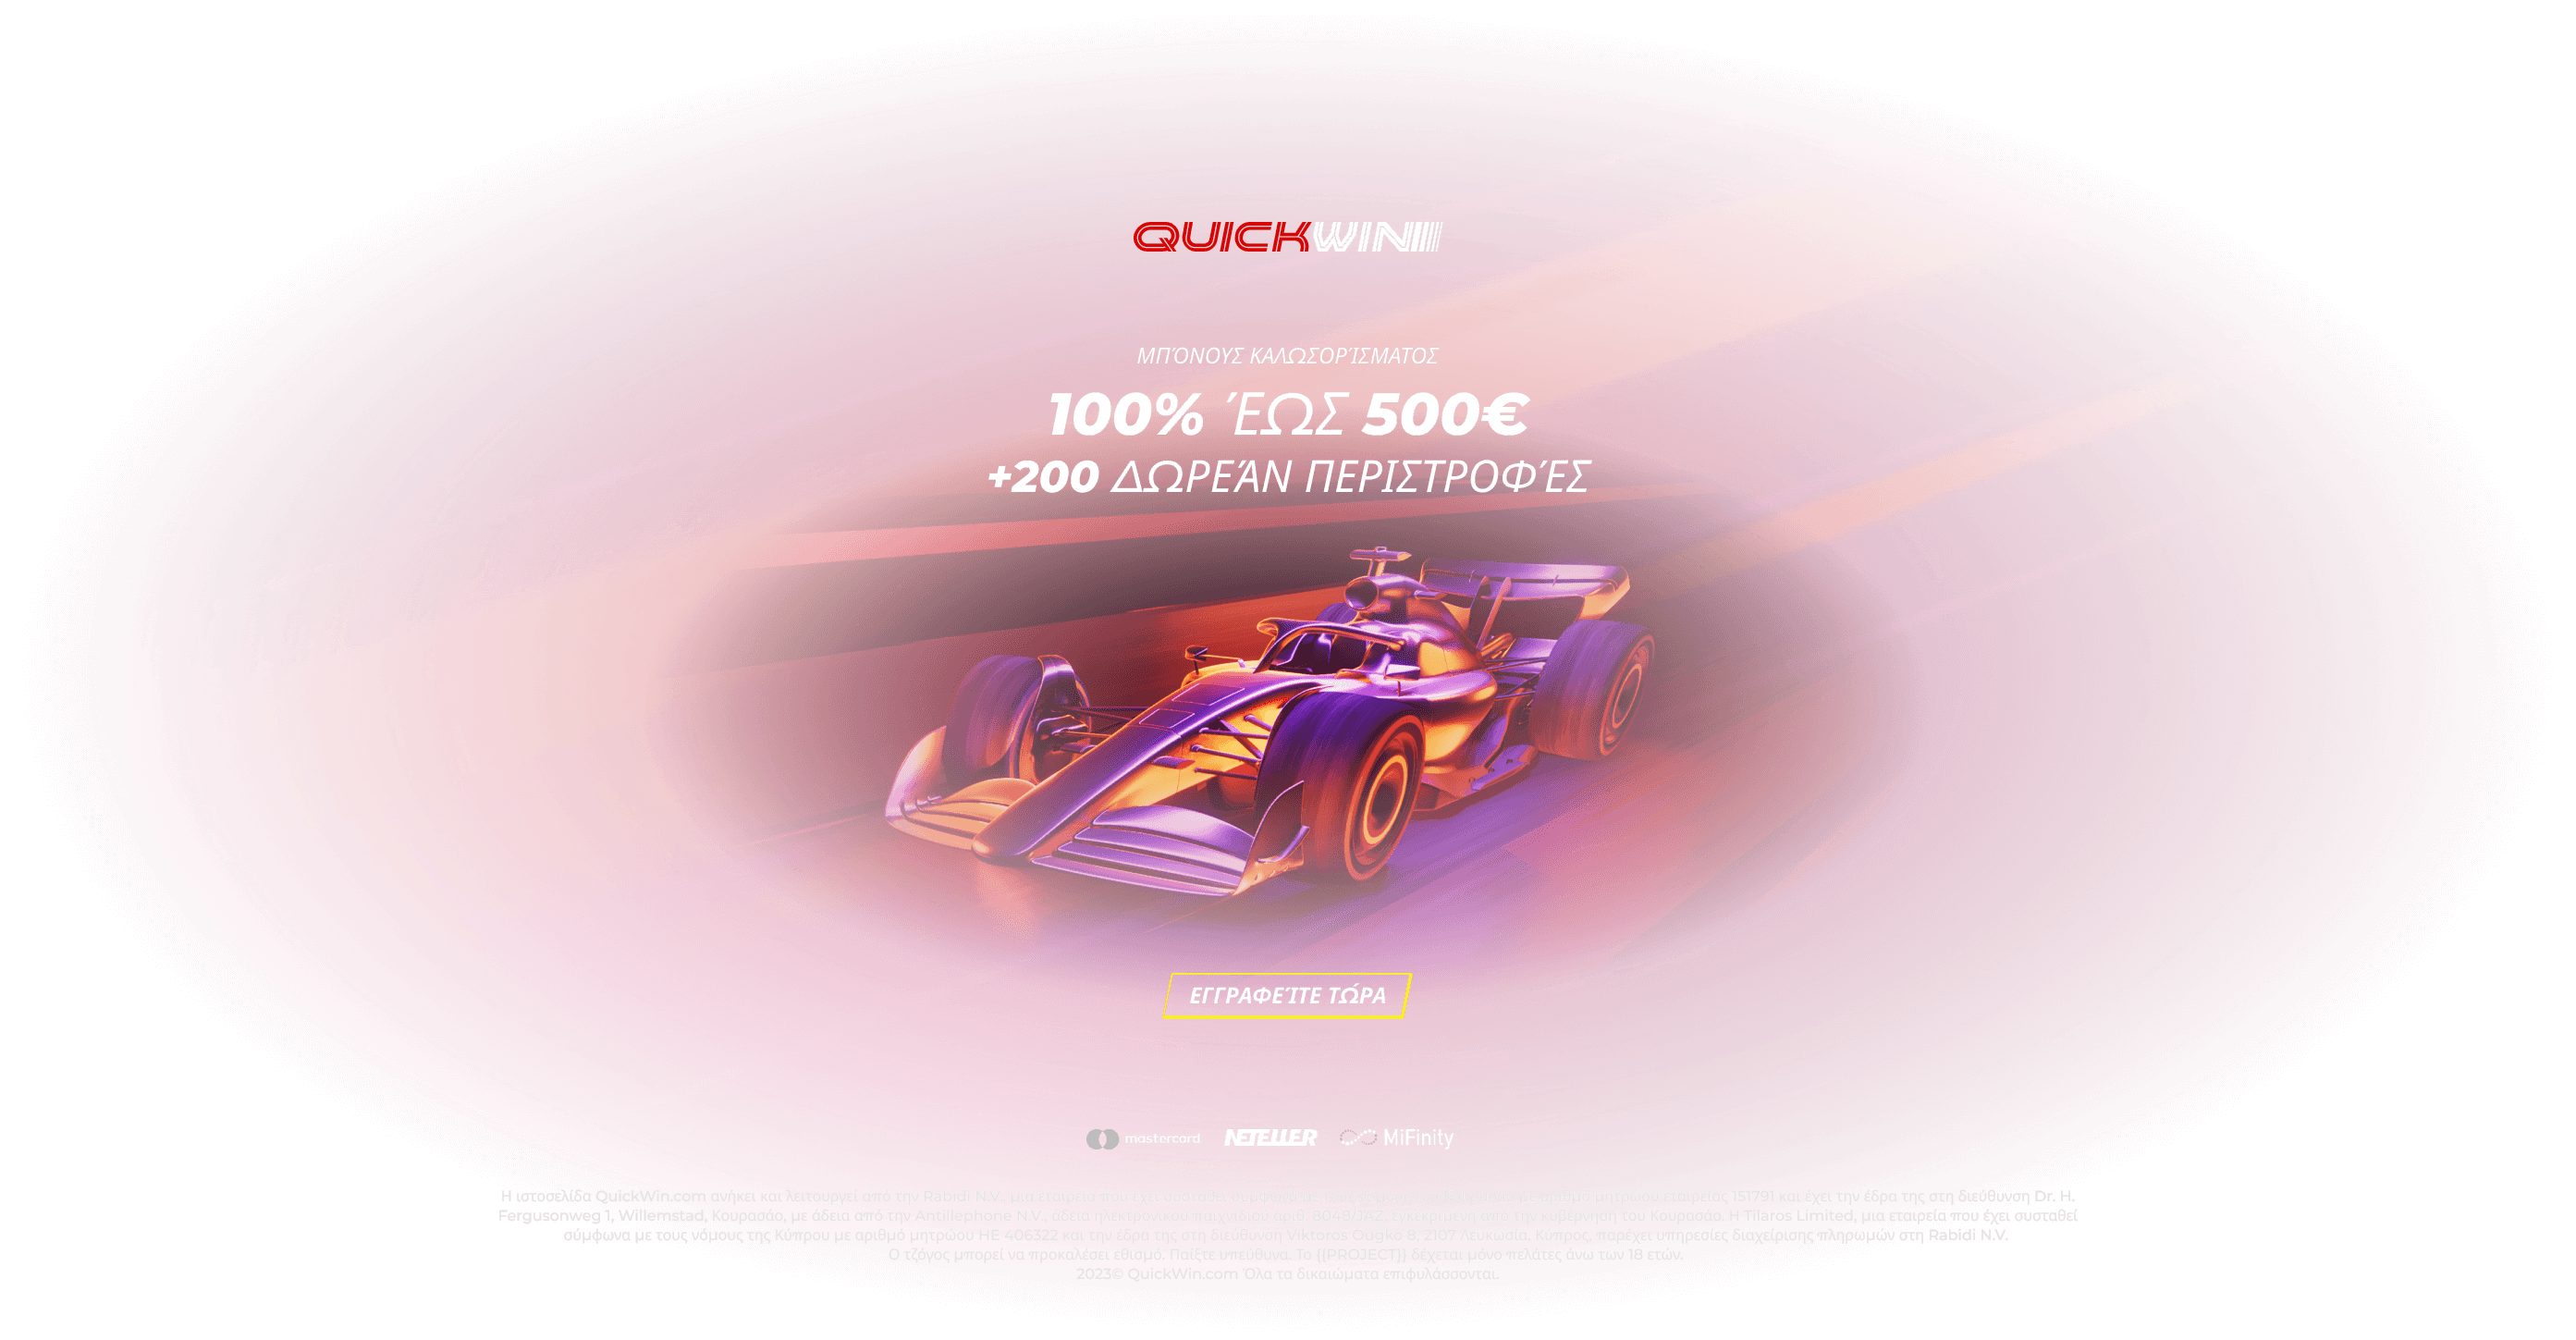 QUICKWIN
ΜΠΌΝΟΥΣ ΚΑΛΩΣΟΡΊΣΜΑΤΟΣ
100% ΈΩΣ 500€
+200 ΔΩΡΕΆΝ ΠΕΡΙΣΤΡΟΦΈΣ
ΕΓΓΡΑΦΕΊΤΕ ΤΏΡΑ
mastercard NETELLER MiFinity
Η ιστοσελίδα QuickWin.com ανήκει και λειτουργεί από την Rabidi N.V., μια εταιρεία που έχει συσταθεί μητρώου εταιρείας 151791 και έχει την έδρα της στη διεύθυνση Dr. H.
Fergusonweg 1, Willemstad, Κουρασάο, με άδεια από την Antillephone N.V., άδεια ηλεκτρονικού 8048/JAZ, εγκεκριμένη από την κυβέρνηση του Κουρασάο. Η Tilaros Limited, μια εταιρεία που έχει συσταθεί
σύμφωνα με τους νόμους της Κύπρου με αριθμό μητρώου HE 406322 και την έδρα της στη διεύθυνση Viktoros Ougko 8, 2107 Λευκωσία, Κύπρος, παρέχει υπηρεσίες διαχείρισης πληρωμών στη Rabidi N.V.
Ο τζόγος μπορεί να προκαλέσει εθισμό. Παίξτε υπεύθυνα. Το {{PROJECT}} δέχεται μόνο πελάτες άνω των 18 ετών.
2023© QuickWin.com Όλα τα δικαιώματα επιφυλάσσονται.